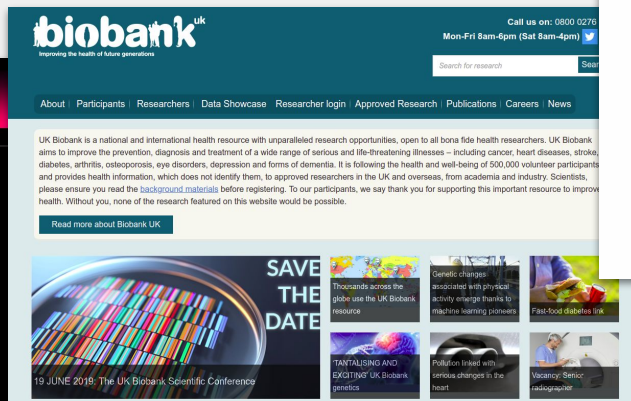 biobank uk
Improving the health of future generations
Call us on: 0800 0276
Mon-Fri 8am-6pm (Sat 8am-4pm)
Search for research
Sear
About | Participants | Researchers | Data Showcase Researcher login | Approved Research | Publications | Careers | News
UK Biobank is a national and international health resource with unparalleled research opportunities, open to all bona fide health researchers. UK Biobank
aims to improve the prevention, diagnosis and treatment of a wide range of serious and life-threatening illnesses – including cancer, heart diseases, stroke,
diabetes, arthritis, osteoporosis, eye disorders, depression and forms of dementia. It is following the health and well-being of 500,000 volunteer participants
and provides health information, which does not identify them, to approved researchers in the UK and overseas, from academia and industry. Scientists,
please ensure you read the background materials before registering. To our participants, we say thank you for supporting this important resource to improve
health. Without you, none of the research featured on this website would be possible.
Read more about Biobank UK
SAVE
THE
DATE
19 JUNE 2019: The UK Biobank Scientific Conference
Thousands across the
globe use the UK Biobank
resource
Genetic changes
associated with physical
activity emerge thanks to
machine learning pioneers
Fast-food diabetes link
'TANTALISING AND
EXCITING' UK Biobank
genetics
Pollution linked with
serious changes in the
heart
Vacancy: Senior
radiographer